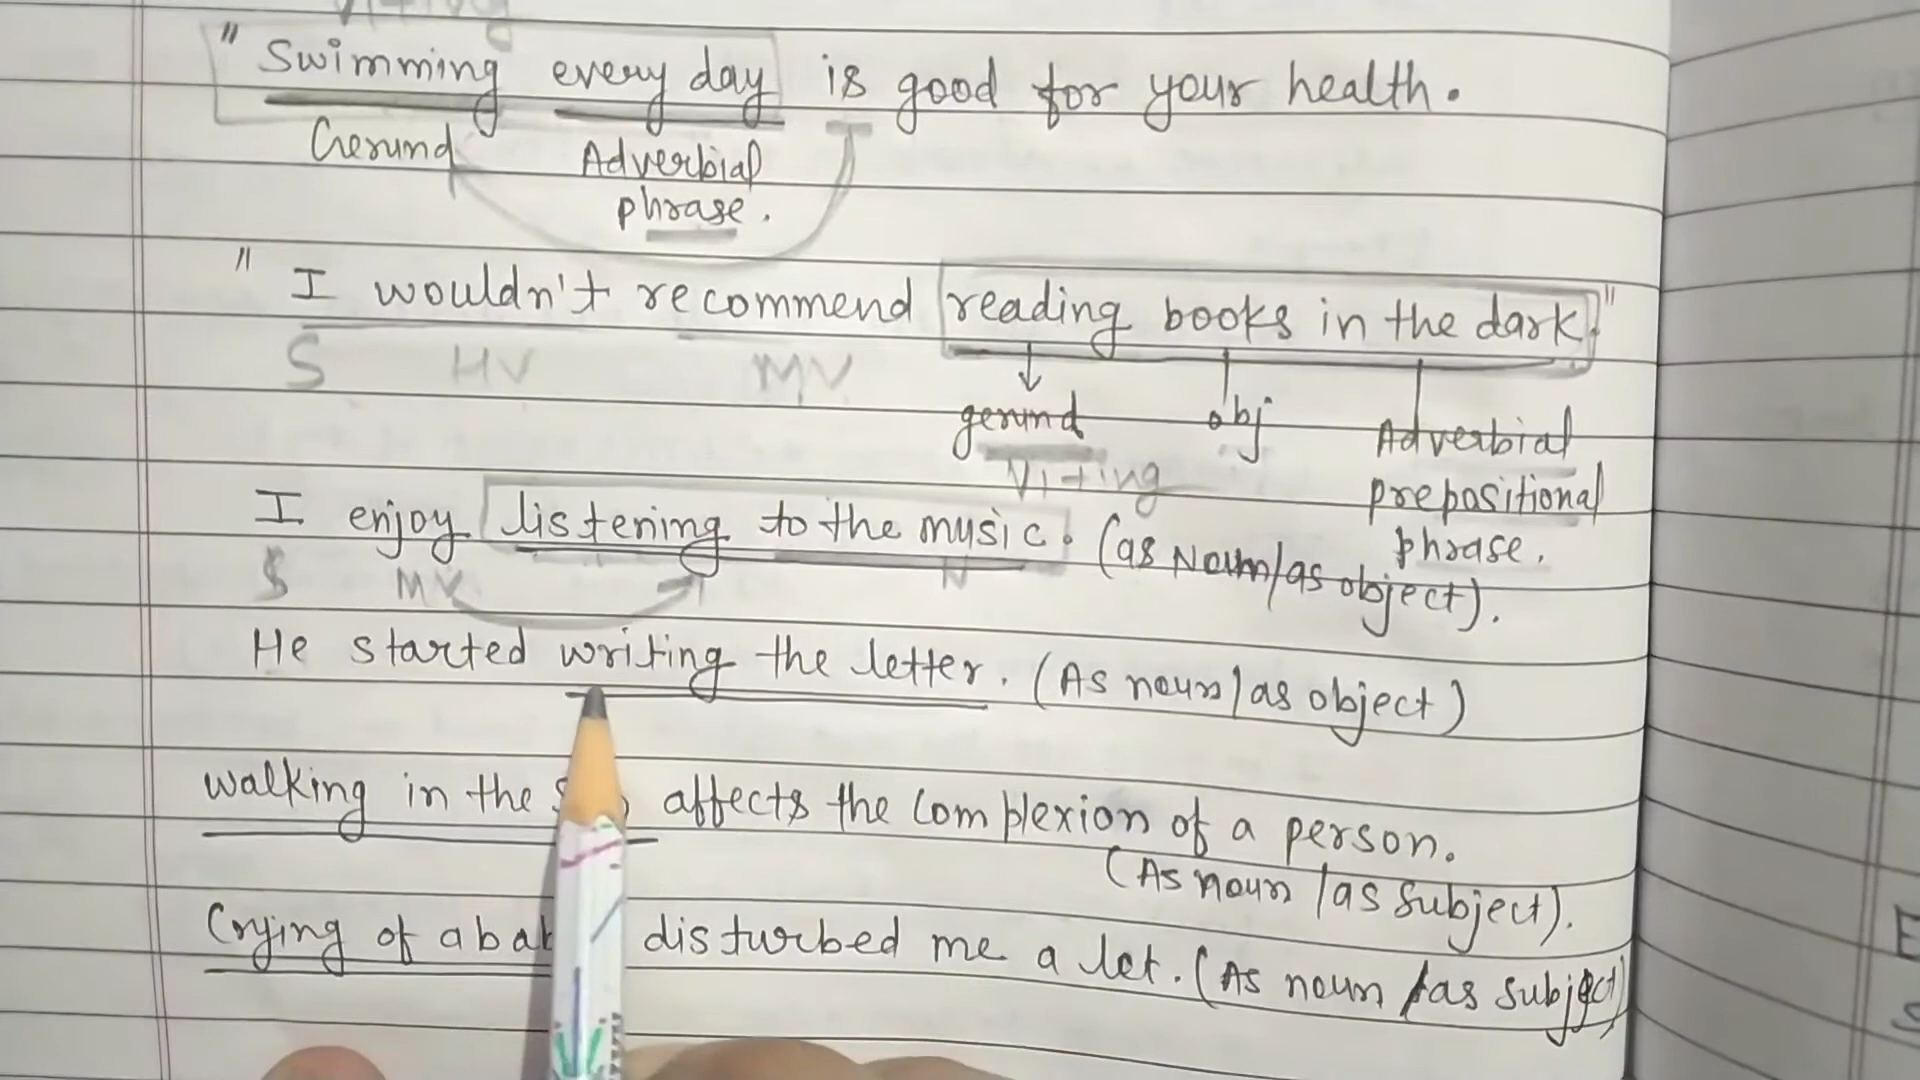 " Swimming every day is good for your health.
Gerund Adverbial
phrase.
" I wouldn't recommend reading books in the dark."
S HV MV
gerund obj Adverbial
V1+ing prepositional
phrase.
I enjoy listening to the music. (as Noun/as object).
S MV N
He started writing the letter. (As noun/as object)
walking in the affects the complexion of a person.
(As noun /as Subject).
Crying of a disturbed me a lot. (As noun /as subject)